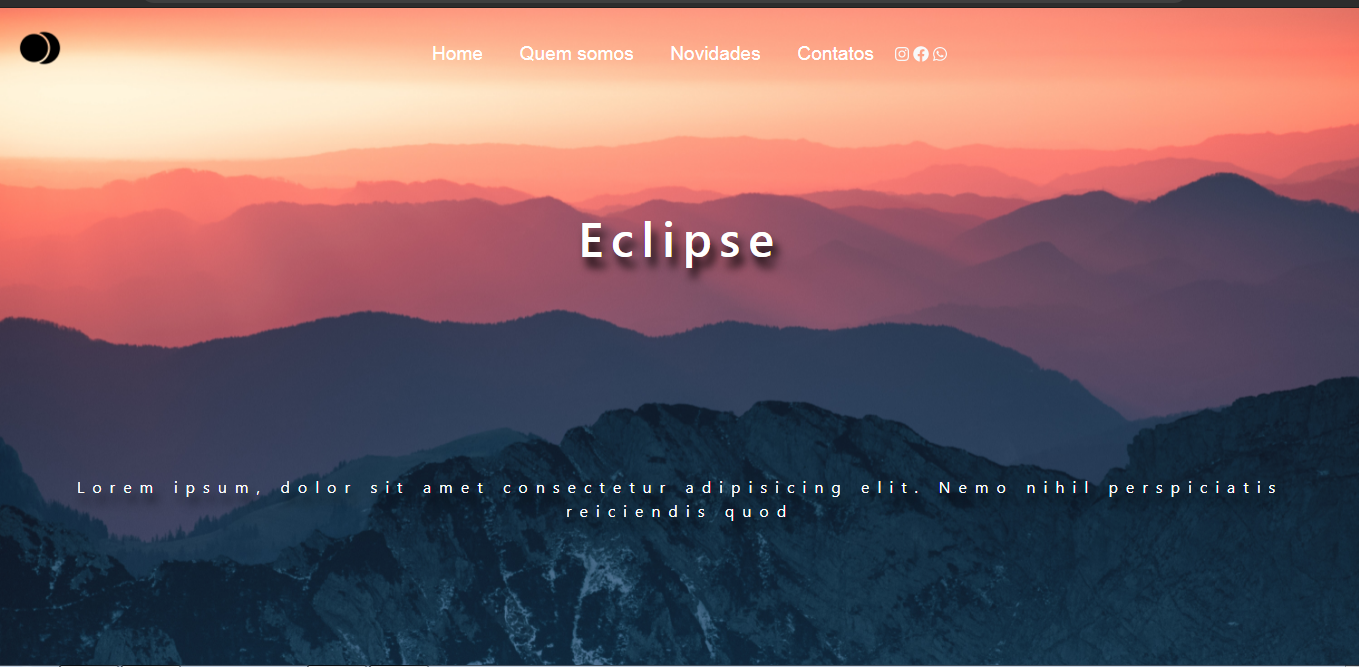 Home Quem somos Novidades Contatos
Eclipse
Lorem ipsum, dolor sit amet consectetur adipisicing elit. Nemo nihil perspiciatis
reiciendis quod